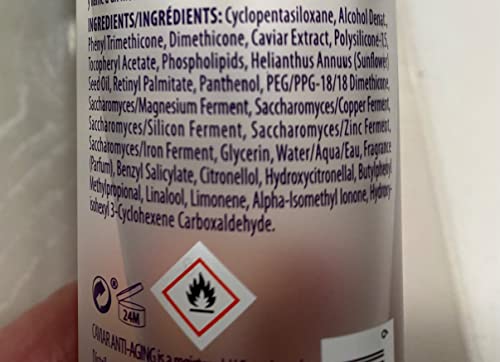 INGREDIENTS/INGRÉDIENTS: Cyclopentasiloxane, Alcohol Denat.,
Phenyl Trimethicone, Dimethicone, Caviar Extract, Polysilicone-15,
Tocopheryl Acetate, Phospholipids, Helianthus Annuus (Sunflower)
Seed Oil, Retinyl Palmitate, Panthenol, PEG/PPG-18/18 Dimethicone,
Saccharomyces/Magnesium Ferment, Saccharomyces/Copper Ferment,
Saccharomyces/Silicon Ferment, Saccharomyces/Zinc Ferment,
Saccharomyces/Iron Ferment, Glycerin, Water/Aqua/Eau, Fragrance
(Parfum), Benzyl Salicylate, Citronellol, Hydroxycitronellal, Butylphenyl
Methylpropional, Linalool, Limonene, Alpha-Isomethyl Ionone, Hydroxy-
isohexyl 3-Cyclohexene Carboxaldehyde.
24M
CAVIAR ANTI-AGING is a